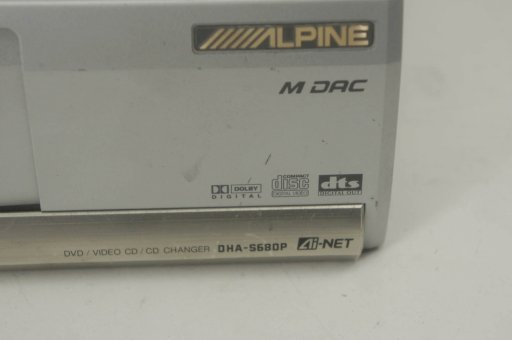 ALPINE
M DAC
DOLBY DIGITAL
COMPACT disc DIGITAL VIDEO
dts DIGITAL OUT
DVD / VIDEO CD / CD CHANGER DHA-S680P Ai-NET